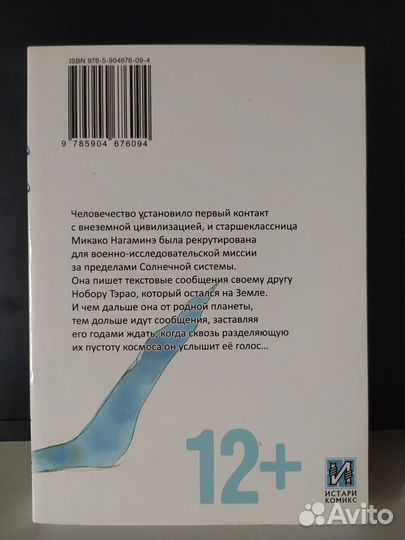 ISBN 978-5-904676-09-4
9 785904 676094
Человечество установило первый контакт
с внеземной цивилизацией, и старшеклассница
Микако Нагаминэ была рекрутирована
для военно-исследовательской миссии
за пределами Солнечной системы.
Она пишет текстовые сообщения своему другу
Нобору Тэрао, который остался на Земле.
И чем дальше она от родной планеты,
тем дольше идут сообщения, заставляя
его годами ждать, когда сквозь разделяющую
их пустоту космоса он услышит её голос...
12+
ИСТАРИ
КОМИКС
Avito